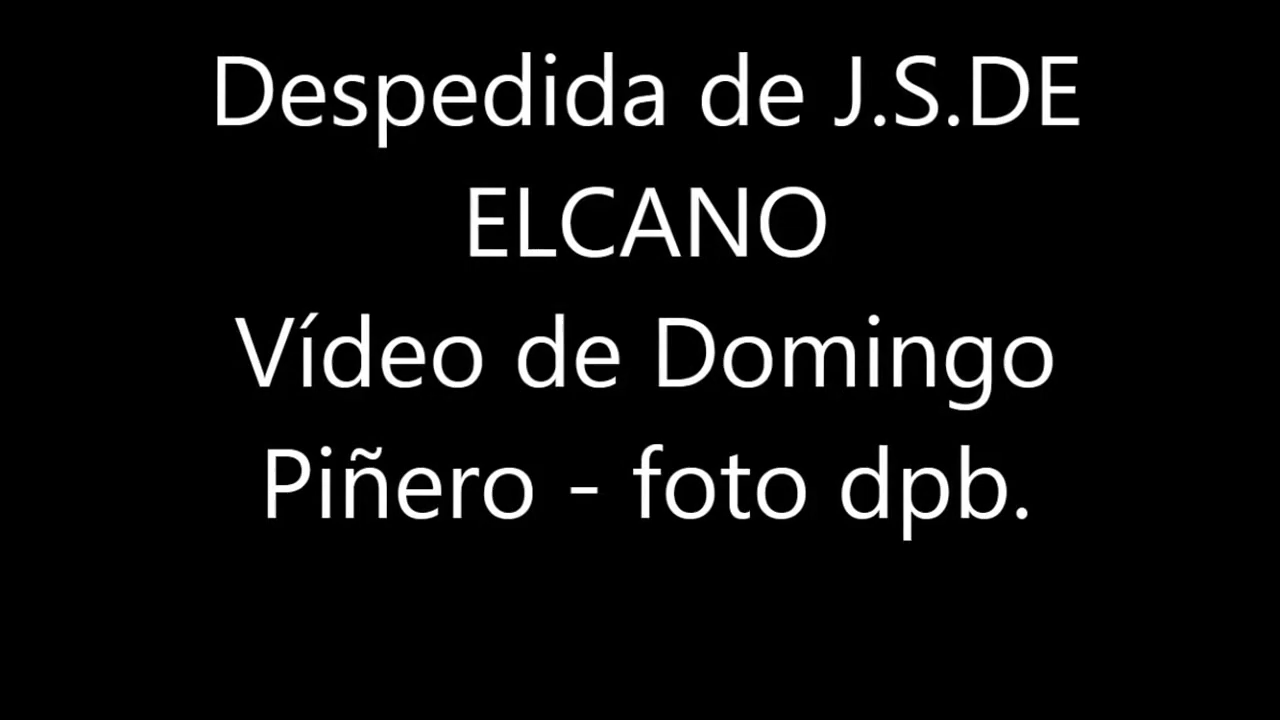 Despedida de J.S.DE
ELCANO
Vídeo de Domingo
Piñero - foto dpb.